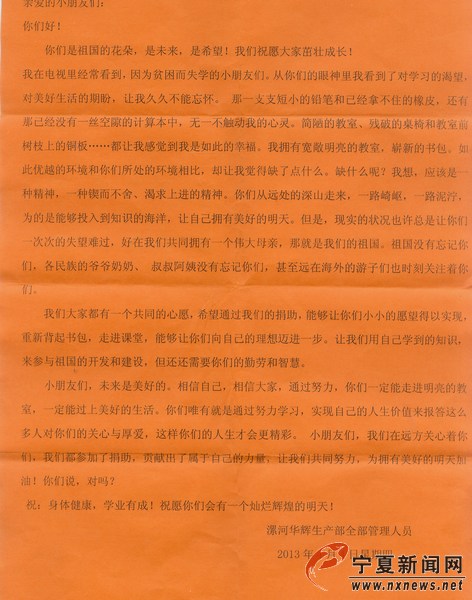 亲爱的小朋友们：
你们好！
你们是祖国的花朵，是未来，是希望！我们祝愿大家茁壮成长！
我在电视里经常看到，因为贫困而失学的小朋友们。从你们的眼神里我看到了对学习的渴望，
对美好生活的期盼，让我久久不能忘怀。 那一支支短小的铅笔和已经拿不住的橡皮，还有
那已经没有一丝空隙的计算本中，无一不触动我的心灵。简陋的教室、残破的桌椅和教室前
树枝上的铜板……都让我感觉到我是如此的幸福。我拥有宽敞明亮的教室，崭新的书包。如
此优越的环境和你们所处的环境相比，却让我觉得缺了点什么。缺什么呢？我想，应该是一
种精神，一种锲而不舍、渴求上进的精神。你们从远处的深山走来，一路崎岖，一路泥泞，
为的是能够投入到知识的海洋，让自己拥有美好的明天。但是，现实的状况也许总是让你们
一次次的失望难过，好在我们共同拥有一个伟大母亲，那就是我们的祖国。祖国没有忘记你
们，各民族的爷爷奶奶、 叔叔阿姨没有忘记你们，甚至远在海外的游子们也时刻关注着你
们。
我们大家都有一个共同的心愿，希望通过我们的捐助，能够让你们小小的愿望得以实现，
重新背起书包，走进课堂，能够让你们向自己的理想迈进一步。让我们用自己学到的知识，
来参与祖国的开发和建设，但还还需要你们的勤劳和智慧。
小朋友们，未来是美好的。相信自己，相信大家，通过努力，你们一定能走进明亮的教
室，一定能过上美好的生活。你们唯有就是通过努力学习，实现自己的人生价值来报答这么
多人对你们的关心与厚爱，这样你们的人生才会更精彩。 小朋友们，我们在远方关心着你
们，我们都参加了捐助，贡献出了属于自己的力量，让我们共同努力，为拥有美好的明天加
油！你们说，对吗？
祝：身体健康，学业有成！祝愿你们会有一个灿烂辉煌的明天！
漯河华辉生产部全部管理人员
2013 年 日星期四
宁夏新闻网
www.nxnews.net